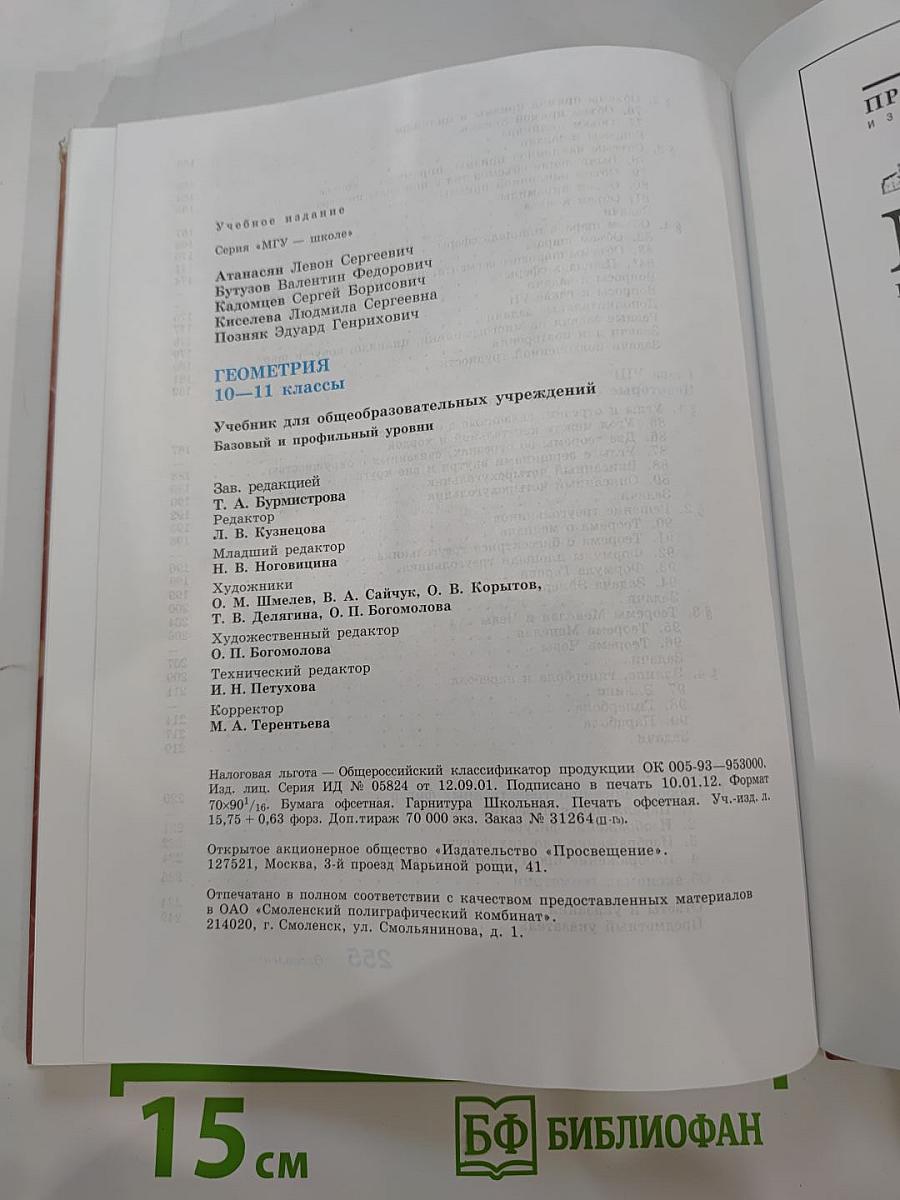 Учебное издание
Серия «МГУ — школе»
Атанасян Левон Сергеевич
Бутузов Валентин Федорович
Кадомцев Сергей Борисович
Киселева Людмила Сергеевна
Позняк Эдуард Генрихович
ГЕОМЕТРИЯ
10—11 классы
Учебник для общеобразовательных учреждений
Базовый и профильный уровни
Зав. редакцией
Т. А. Бурмистрова
Редактор
Л. В. Кузнецова
Младший редактор
Н. В. Ноговицина
Художники
О. М. Шмелев, В. А. Сайчук, О. В. Корытов,
Т. В. Делягина, О. П. Богомолова
Художественный редактор
О. П. Богомолова
Технический редактор
И. Н. Петухова
Корректор
М. А. Терентьева
Налоговая льгота — Общероссийский классификатор продукции ОК 005-93—953000.
Изд. лиц. Серия ИД № 05824 от 12.09.01. Подписано в печать 10.01.12. Формат
70×90 1/16. Бумага офсетная. Гарнитура Школьная. Печать офсетная. Уч.-изд. л.
15,75 + 0,63 форз. Доп.тираж 70 000 экз. Заказ № 31264 (П-Гз).
Открытое акционерное общество «Издательство «Просвещение».
127521, Москва, 3-й проезд Марьиной рощи, 41.
Отпечатано в полном соответствии с качеством предоставленных материалов
в ОАО «Смоленский полиграфический комбинат».
214020, г. Смоленск, ул. Смольянинова, д. 1.
ПР
ИЗ
15 см
БФ БИБЛИОФАН